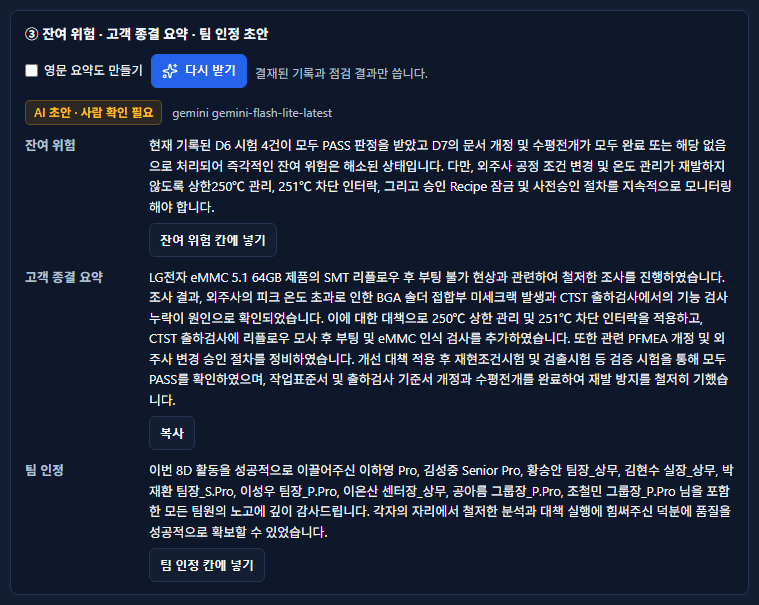 ③ 잔여 위험 · 고객 종결 요약 · 팀 인정 초안
영문 요약도 만들기 다시 받기 결재된 기록과 점검 결과만 씁니다.
AI 초안 · 사람 확인 필요 gemini gemini-flash-lite-latest
잔여 위험
현재 기록된 D6 시험 4건이 모두 PASS 판정을 받았고 D7의 문서 개정 및 수평전개가 모두 완료 또는 해당 없음
으로 처리되어 즉각적인 잔여 위험은 해소된 상태입니다. 다만, 외주사 공정 조건 변경 및 온도 관리가 재발하지
않도록 상한250℃ 관리, 251℃ 차단 인터락, 그리고 승인 Recipe 잠금 및 사전승인 절차를 지속적으로 모니터링
해야 합니다.
잔여 위험 칸에 넣기
고객 종결 요약
LG전자 eMMC 5.1 64GB 제품의 SMT 리플로우 후 부팅 불가 현상과 관련하여 철저한 조사를 진행하였습니다.
조사 결과, 외주사의 피크 온도 초과로 인한 BGA 솔더 접합부 미세크랙 발생과 CTST 출하검사에서의 기능 검사
누락이 원인으로 확인되었습니다. 이에 대한 대책으로 250℃ 상한 관리 및 251℃ 차단 인터락을 적용하고,
CTST 출하검사에 리플로우 모사 후 부팅 및 eMMC 인식 검사를 추가하였습니다. 또한 관련 PFMEA 개정 및 외
주사 변경 승인 절차를 정비하였습니다. 개선 대책 적용 후 재현조건시험 및 검출시험 등 검증 시험을 통해 모두
PASS를 확인하였으며, 작업표준서 및 출하검사 기준서 개정과 수평전개를 완료하여 재발 방지를 철저히 기했습
니다.
복사
팀 인정
이번 8D 활동을 성공적으로 이끌어주신 이하영 Pro, 김성중 Senior Pro, 황승안 팀장_상무, 김현수 실장_상무, 박
재환 팀장_S.Pro, 이성우 팀장_P.Pro, 이은산 센터장_상무, 공아름 그룹장_P.Pro, 조철민 그룹장_P.Pro 님을 포함
한 모든 팀원의 노고에 깊이 감사드립니다. 각자의 자리에서 철저한 분석과 대책 실행에 힘써주신 덕분에 품질을
성공적으로 확보할 수 있었습니다.
팀 인정 칸에 넣기